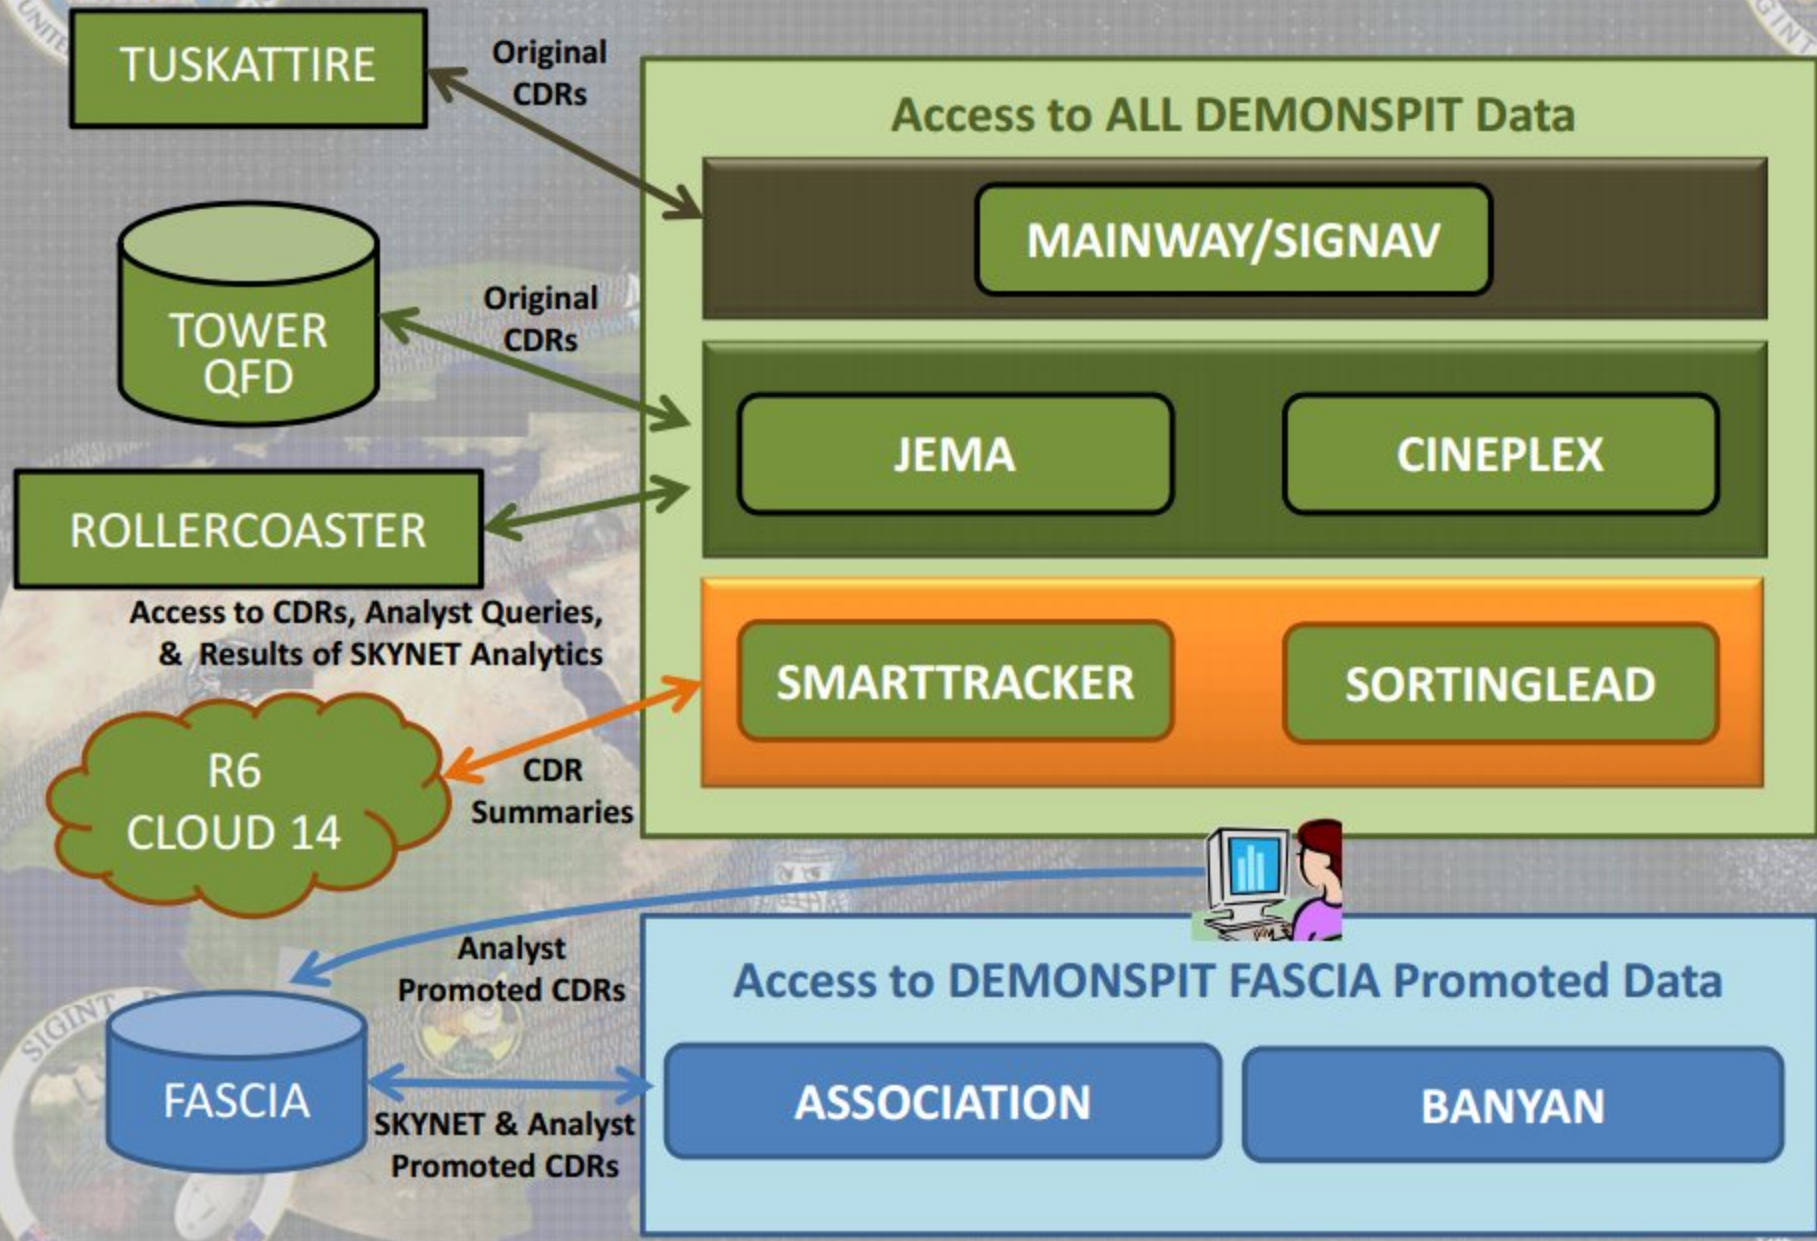 TUSKATTIRE
Original
CDRs
Access to ALL DEMONSPIT Data
MAINWAY/SIGNAV
TOWER
QFD
Original
CDRs
JEMA
CINEPLEX
ROLLERCOASTER
Access to CDRs, Analyst Queries,
& Results of SKYNET Analytics
SMARTTRACKER
SORTINGLEAD
R6
CLOUD 14
CDR
Summaries
Analyst
Promoted CDRs
Access to DEMONSPIT FASCIA Promoted Data
FASCIA
SKYNET & Analyst
Promoted CDRs
ASSOCIATION
BANYAN
SIGINT